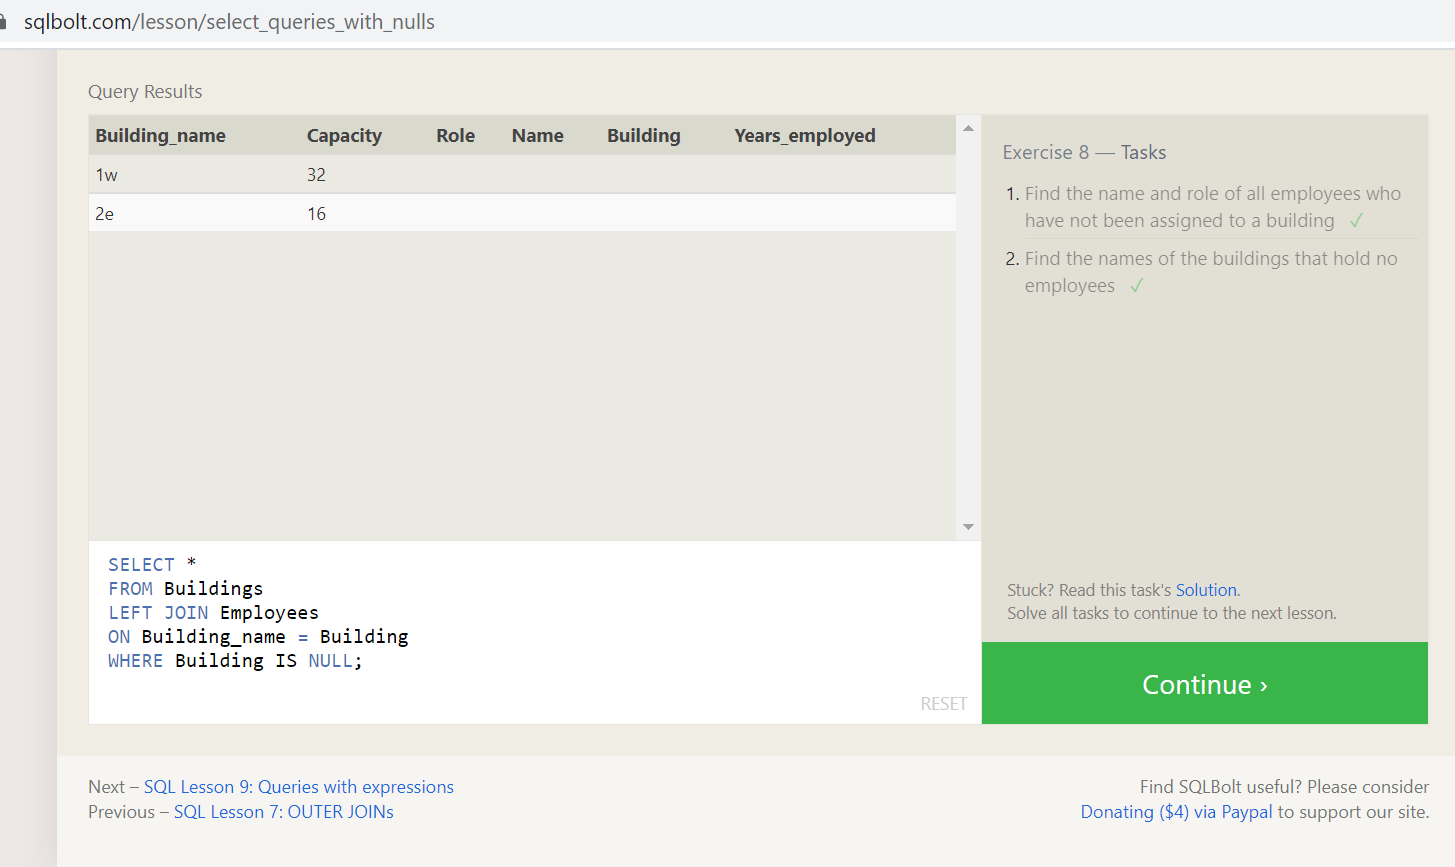 sqlbolt.com/lesson/select_queries_with_nulls
Query Results
Building_name Capacity Role Name Building Years_employed
1w 32
2e 16
Exercise 8 — Tasks
1. Find the name and role of all employees who
have not been assigned to a building ✓
2. Find the names of the buildings that hold no
employees ✓
SELECT *
FROM Buildings
LEFT JOIN Employees
ON Building_name = Building
WHERE Building IS NULL;
RESET
Stuck? Read this task's Solution.
Solve all tasks to continue to the next lesson.
Continue ›
Next – SQL Lesson 9: Queries with expressions
Previous – SQL Lesson 7: OUTER JOINs
Find SQLBolt useful? Please consider
Donating ($4) via Paypal to support our site.